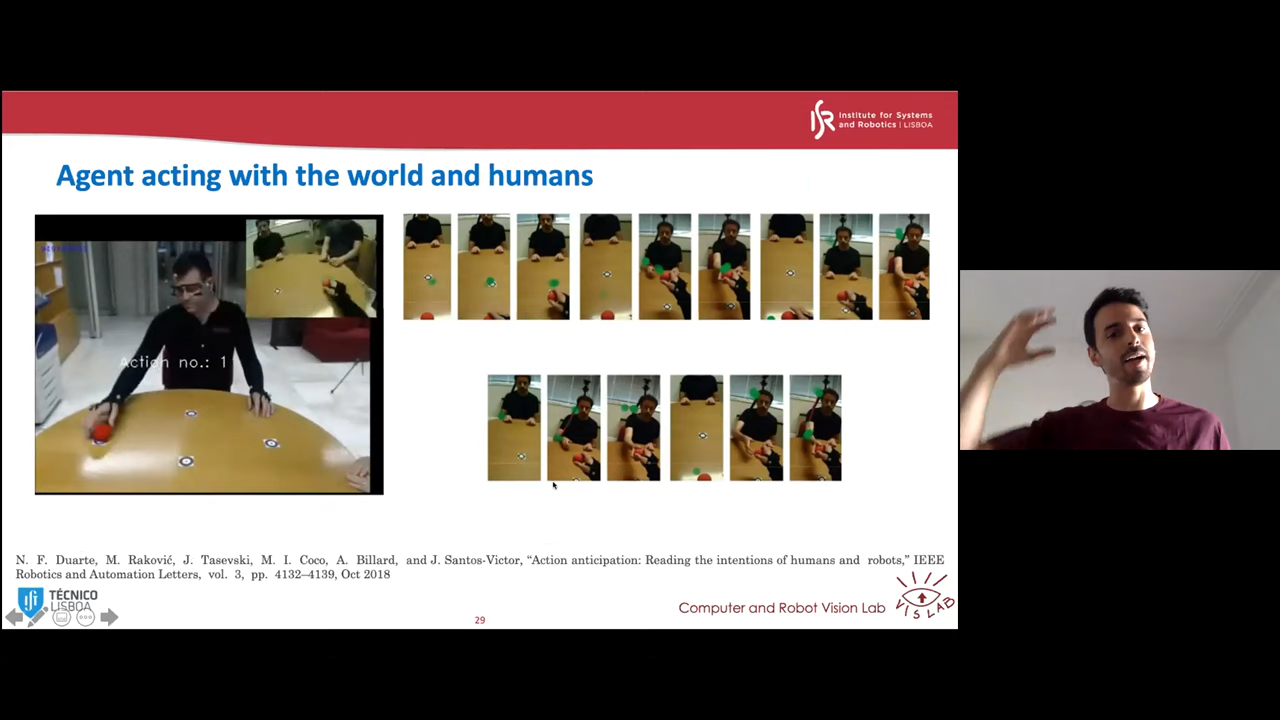 Institute for Systems
and Robotics | LISBOA
Agent acting with the world and humans
Action no.: 1
N. F. Duarte, M. Raković, J. Tasevski, M. I. Coco, A. Billard, and J. Santos-Victor, “Action anticipation: Reading the intentions of humans and robots,” IEEE
Robotics and Automation Letters, vol. 3, pp. 4132–4139, Oct 2018
TÉCNICO
LISBOA
Computer and Robot Vision Lab
VISLAB
29